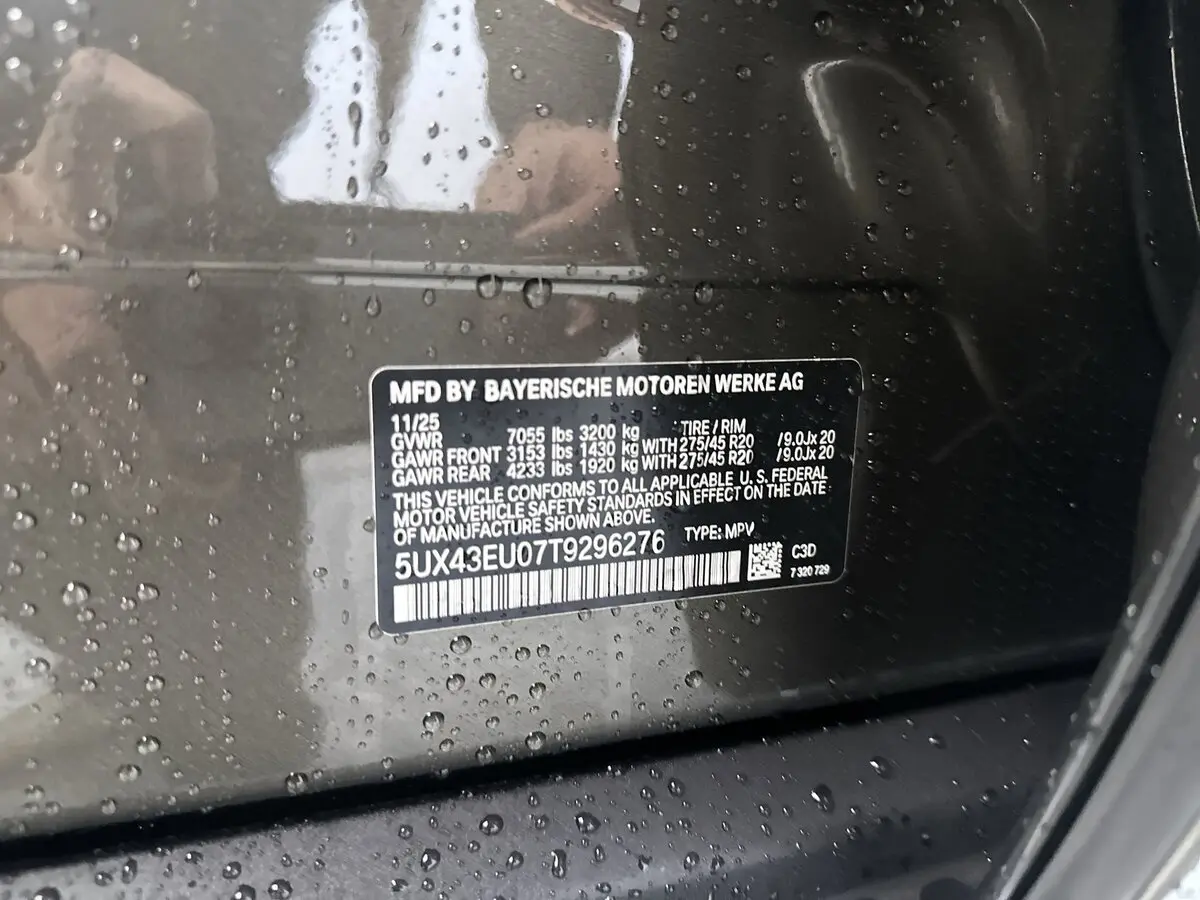 MFD BY BAYERISCHE MOTOREN WERKE AG
11/25
GVWR 7055 lbs 3200 kg TIRE / RIM
GAWR FRONT 3153 lbs 1430 kg WITH 275/45 R20 /9.0Jx20
GAWR REAR 4233 lbs 1920 kg WITH 275/45 R20 /9.0Jx20
THIS VEHICLE CONFORMS TO ALL APPLICABLE U. S. FEDERAL
MOTOR VEHICLE SAFETY STANDARDS IN EFFECT ON THE DATE
OF MANUFACTURE SHOWN ABOVE.
5UX43EU07T9296276 TYPE: MPV
C3D
7 320 729